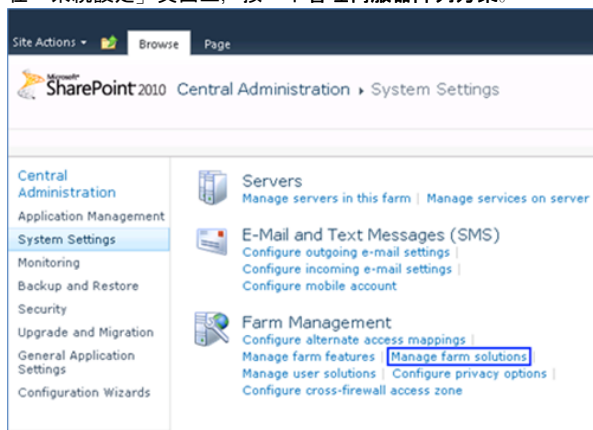 Site Actions
Browse
Page
Microsoft
SharePoint 2010 Central Administration ▸ System Settings
Central Administration
Application Management
System Settings
Monitoring
Backup and Restore
Security
Upgrade and Migration
General Application Settings
Configuration Wizards
Servers
Manage servers in this farm | Manage services on server
E-Mail and Text Messages (SMS)
Configure outgoing e-mail settings |
Configure incoming e-mail settings |
Configure mobile account
Farm Management
Configure alternate access mappings |
Manage farm features | Manage farm solutions |
Manage user solutions | Configure privacy options |
Configure cross-firewall access zone